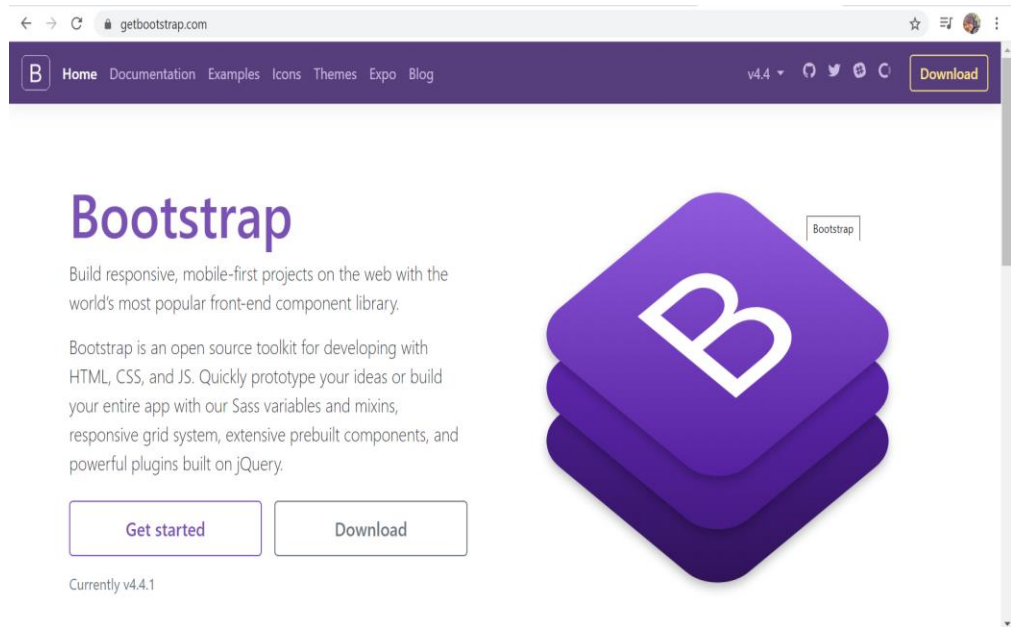 getbootstrap.com
B Home Documentation Examples Icons Themes Expo Blog v4.4 Download
Bootstrap
Bootstrap
Build responsive, mobile-first projects on the web with the
world's most popular front-end component library.
Bootstrap is an open source toolkit for developing with
HTML, CSS, and JS. Quickly prototype your ideas or build
your entire app with our Sass variables and mixins,
responsive grid system, extensive prebuilt components, and
powerful plugins built on jQuery.
B
Get started Download
Currently v4.4.1